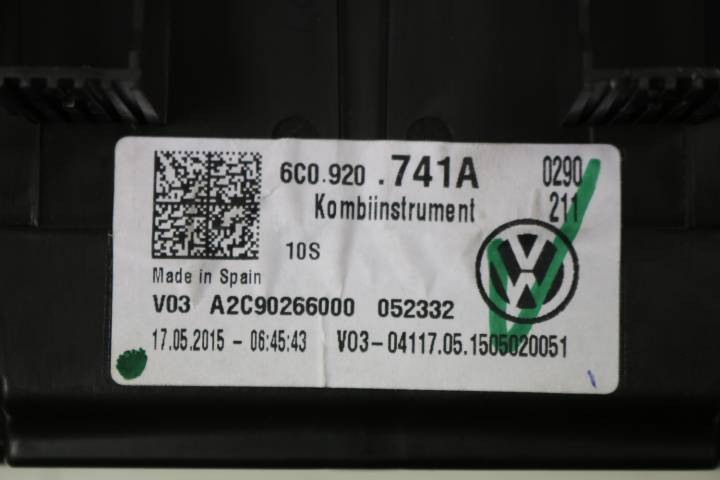 6C0.920 .741A 0290
Kombiinstrument 211
10S
Made in Spain
V03 A2C90266000 052332
17.05.2015 - 06:45:43 V03-04117.05.1505020051